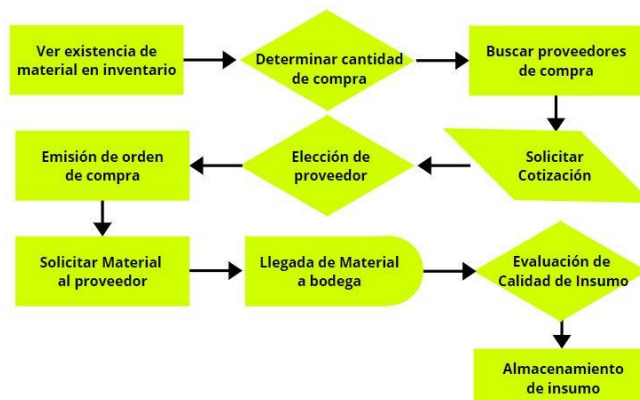 Ver existencia de
material en inventario
Determinar cantidad
de compra
Buscar proveedores
de compra
Solicitar
Cotización
Elección de
proveedor
Emisión de orden
de compra
Solicitar Material
al proveedor
Llegada de Material
a bodega
Evaluación de
Calidad de Insumo
Almacenamiento
de insumo